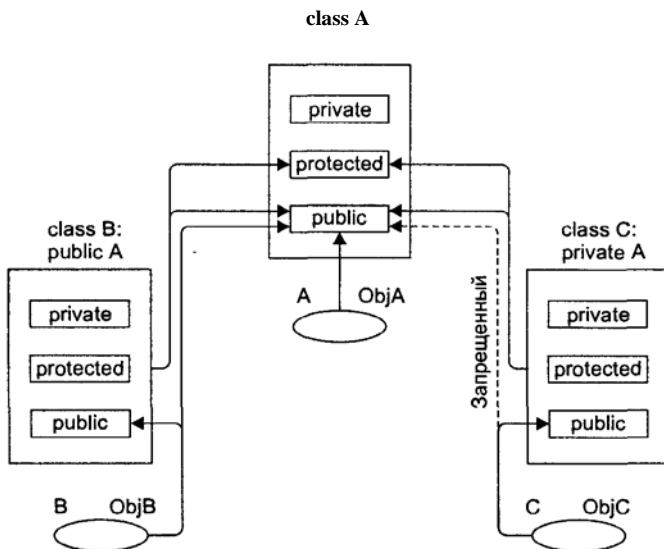 class A
private
protected
public
class B:
public A
private
protected
public
A ObjA
Запрещенный
class C:
private A
private
protected
public
B ObjB
C ObjC